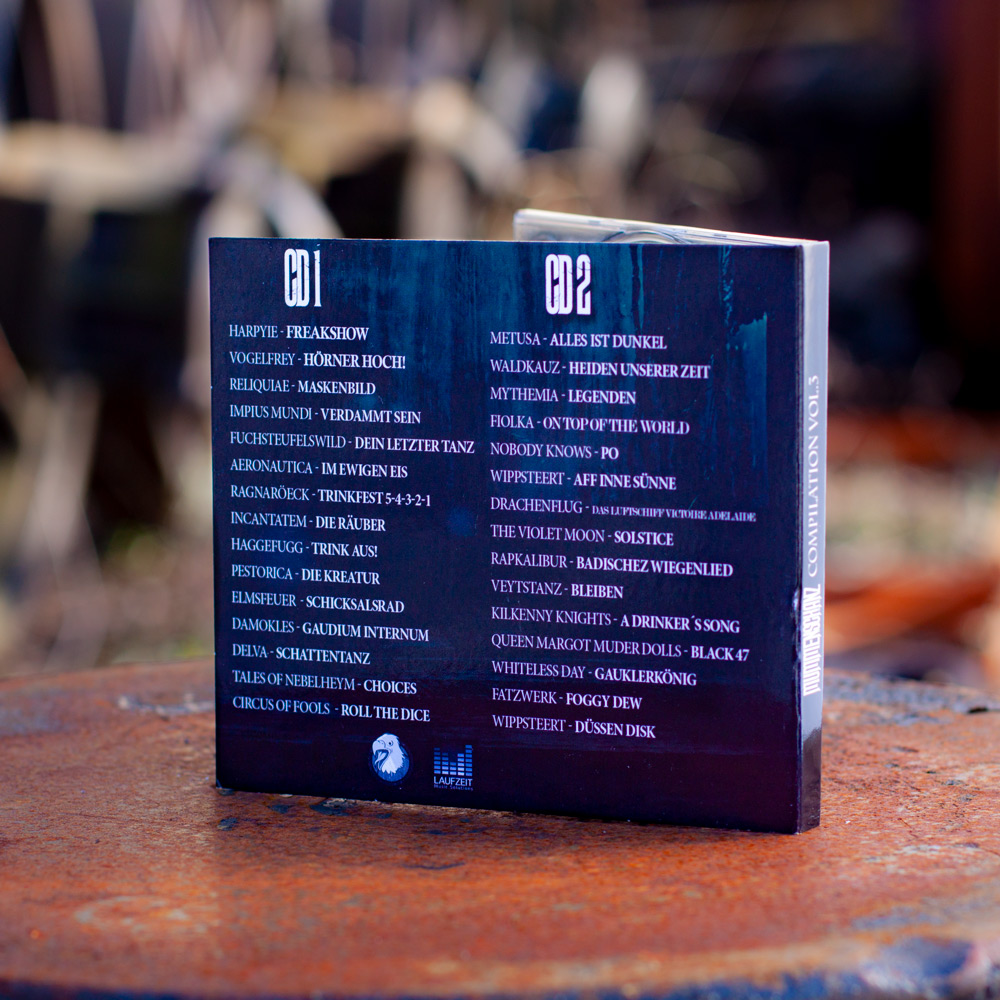 CD 1
HARPYIE - FREAKSHOW
VOGELFREY - HÖRNER HOCH!
RELIQUIAE - MASKENBILD
IMPIUS MUNDI - VERDAMMT SEIN
FUCHSTEUFELSWILD - DEIN LETZTER TANZ
AERONAUTICA - IM EWIGEN EIS
RAGNARÖECK - TRINKFEST 5-4-3-2-1
INCANTATEM - DIE RÄUBER
HAGGEFUGG - TRINK AUS!
PESTORICA - DIE KREATUR
ELMSFEUER - SCHICKSALSRAD
DAMOKLES - GAUDIUM INTERNUM
DELVA - SCHATTENTANZ
TALES OF NEBELHEYM - CHOICES
CIRCUS OF FOOLS - ROLL THE DICE
CD 2
METUSA - ALLES IST DUNKEL
WALDKAUZ - HEIDEN UNSERER ZEIT
MYTHEMIA - LEGENDEN
FIOLKA - ON TOP OF THE WORLD
NOBODY KNOWS - PO
WIPPSTEERT - AFF INNE SÜNNE
DRACHENFLUG - DAS LUFTSCHIFF VICTOIRE ADELAIDE
THE VIOLET MOON - SOLSTICE
RAPKALIBUR - BADISCHEZ WIEGENLIED
VEYTSTANZ - BLEIBEN
KILKENNY KNIGHTS - A DRINKER´S SONG
QUEEN MARGOT MUDER DOLLS - BLACK 47
WHITELESS DAY - GAUKLERKÖNIG
FATZWERK - FOGGY DEW
WIPPSTEERT - DÜSSEN DISK
LAUFZEIT
Music Solutions
MUMMENSCHANZ COMPILATION VOL.3